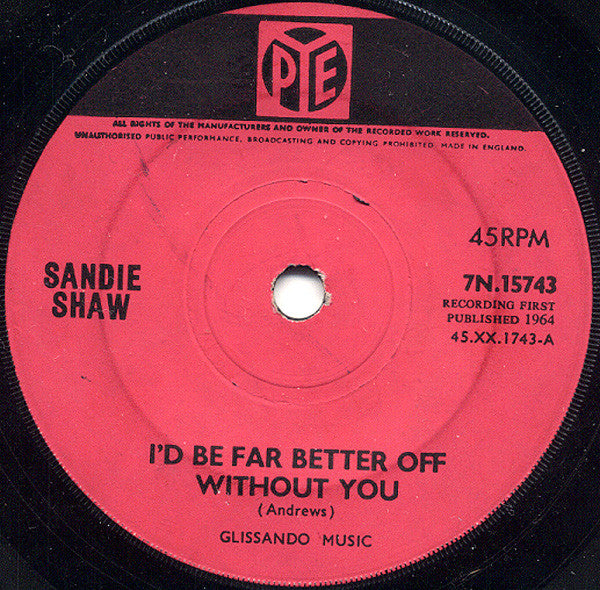 PYE
ALL RIGHTS OF THE MANUFACTURERS AND OWNER OF THE RECORDED WORK RESERVED.
UNAUTHORISED PUBLIC PERFORMANCE, BROADCASTING AND COPYING PROHIBITED. MADE IN ENGLAND.
45RPM
SANDIE
SHAW
7N.15743
RECORDING FIRST
PUBLISHED 1964
45.XX.1743-A
I'D BE FAR BETTER OFF
WITHOUT YOU
(Andrews)
GLISSANDO MUSIC